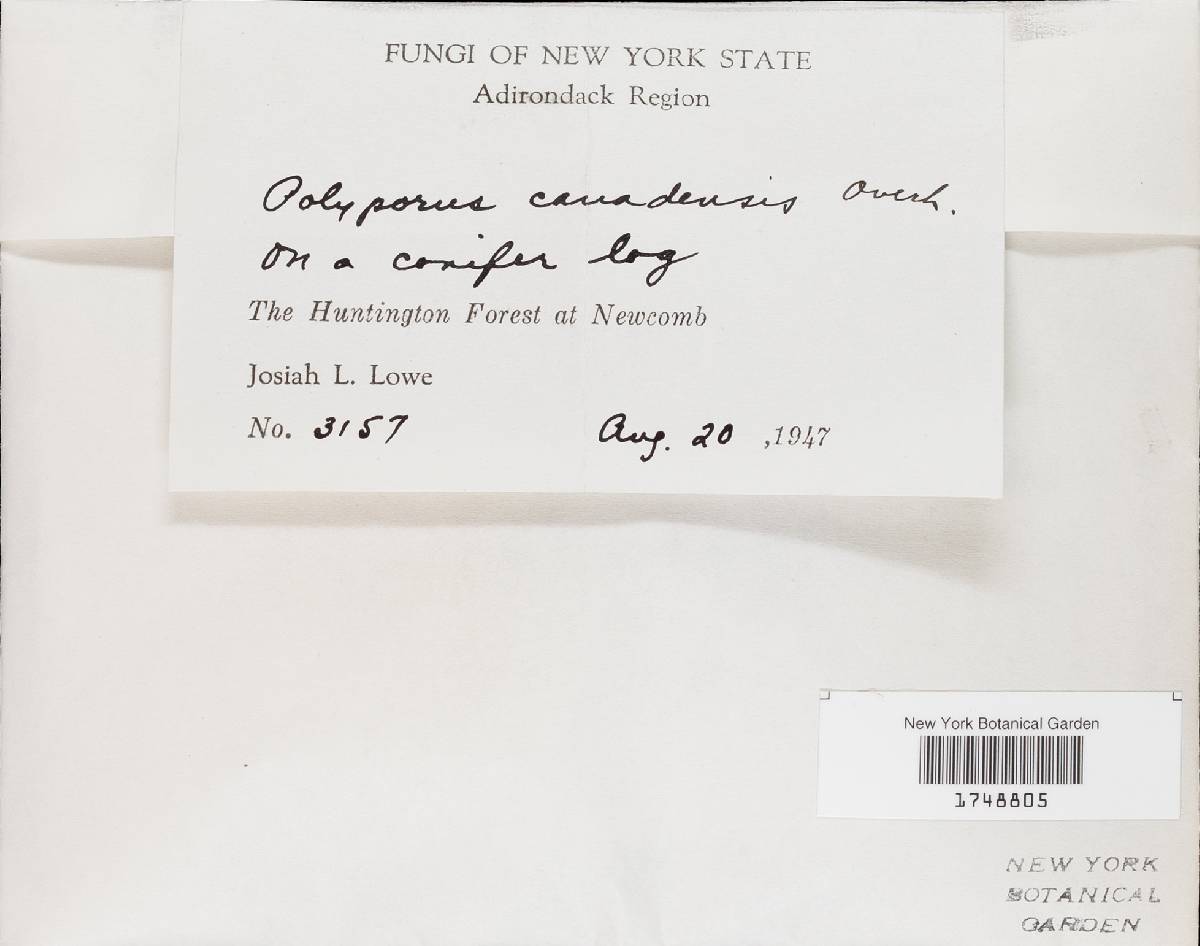 FUNGI OF NEW YORK STATE
Adirondack Region
Polyporus canadensis Overh.
On a conifer log
The Huntington Forest at Newcomb
Josiah L. Lowe
No. 3157 Aug. 20 ,1947
New York Botanical Garden
1748805
NEW YORK
BOTANICAL
GARDEN